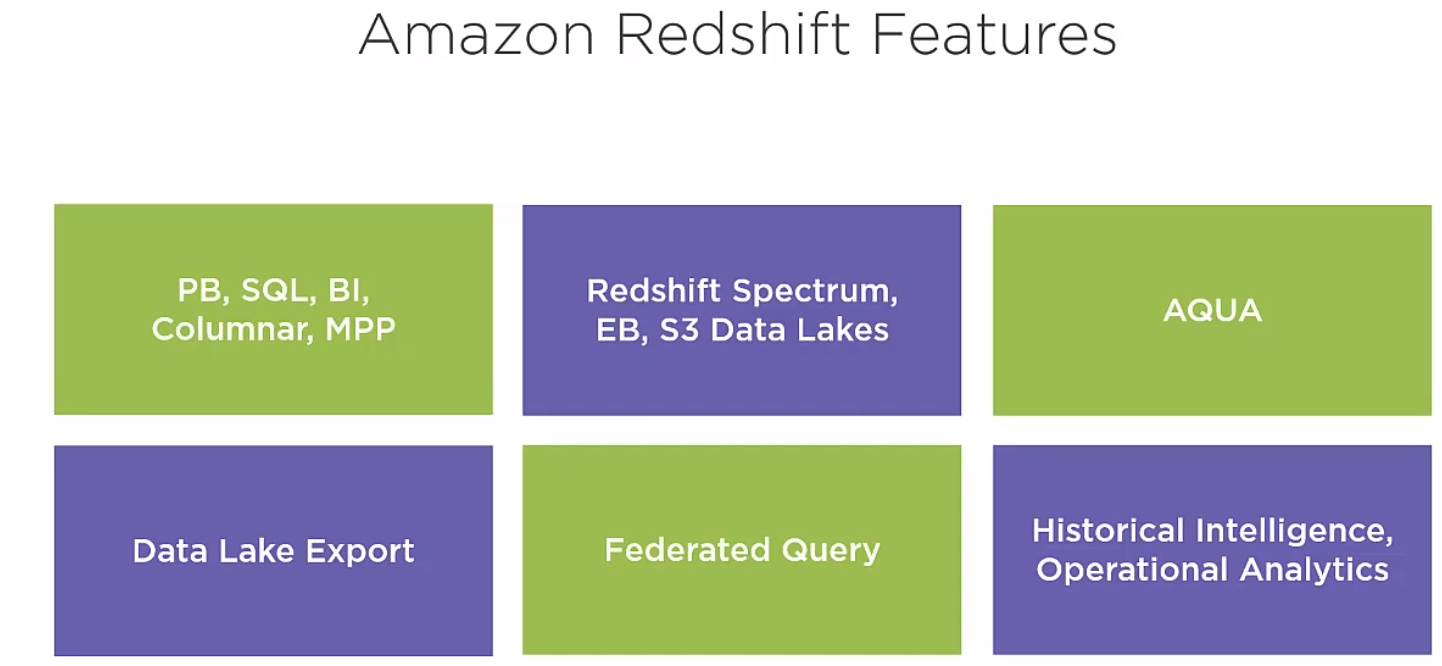 Amazon Redshift Features
PB, SQL, BI,
Columnar, MPP
Redshift Spectrum,
EB, S3 Data Lakes
AQUA
Data Lake Export
Federated Query
Historical Intelligence,
Operational Analytics